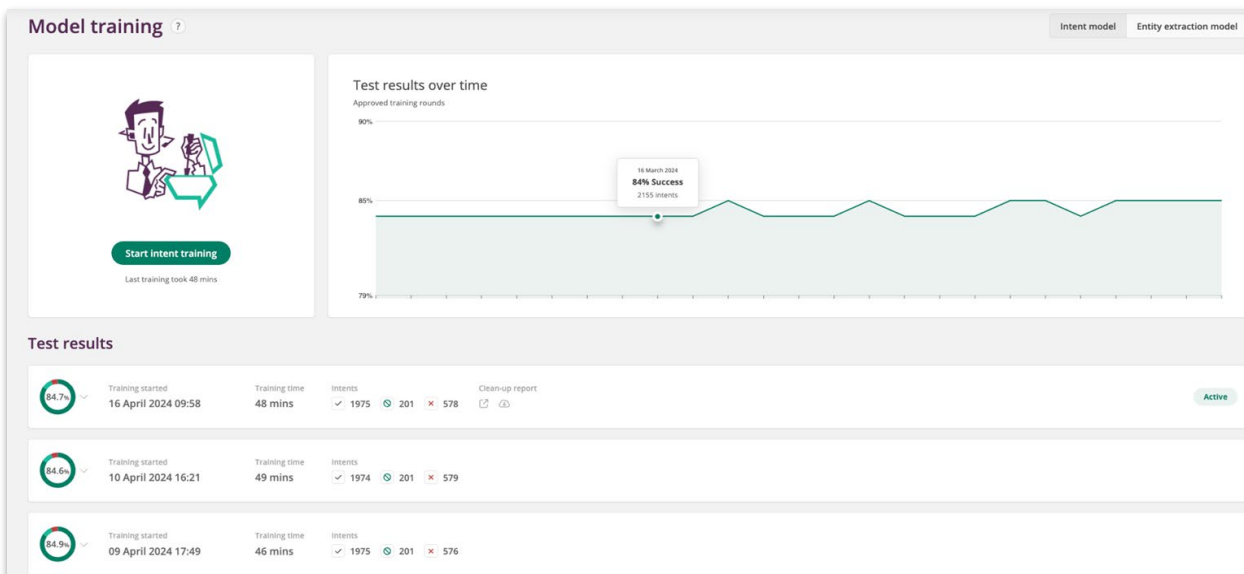 Model training ?
Intent model Entity extraction model
Start intent training
Last training took 48 mins
Test results over time
Approved training rounds
90%
16 March 2024
84% Success
2155 intents
85%
79%
Test results
84.7%
Training started Training time Intents Clean-up report
16 April 2024 09:58 48 mins 1975 201 578
Active
84.6%
Training started Training time Intents
10 April 2024 16:21 49 mins 1974 201 579
84.9%
Training started Training time Intents
09 April 2024 17:49 46 mins 1975 201 576